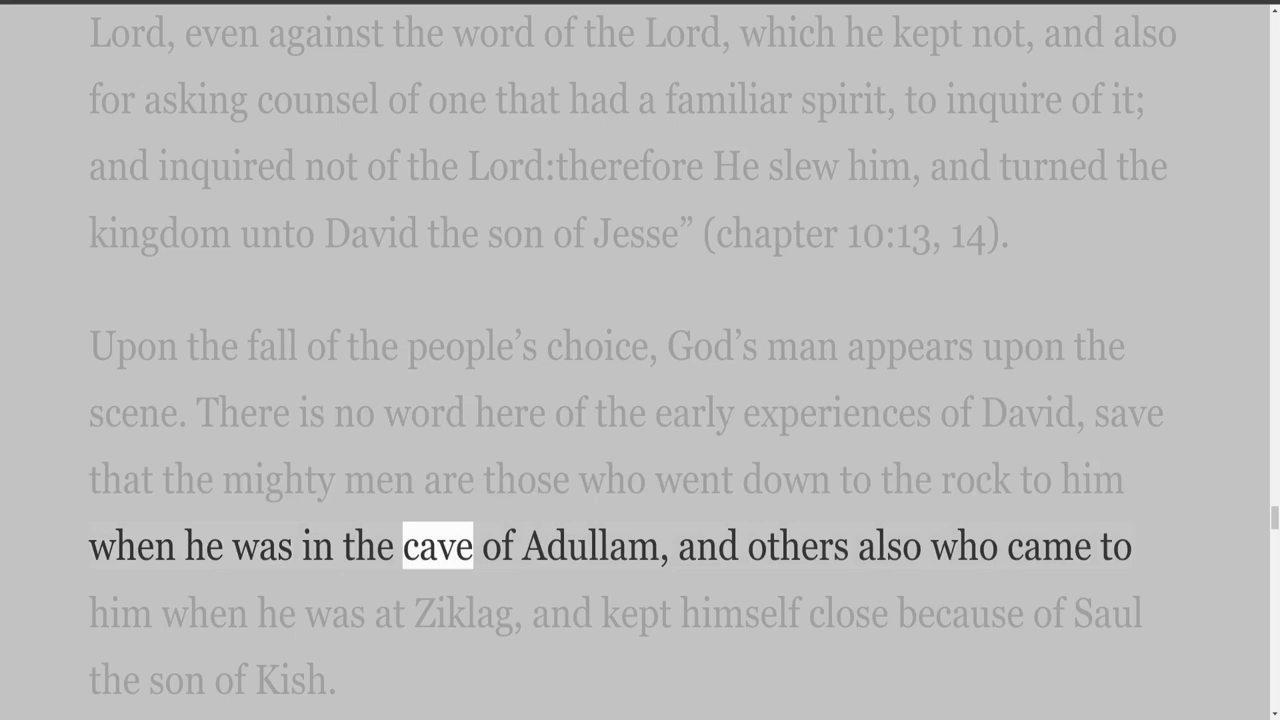 Lord, even against the word of the Lord, which he kept not, and also
for asking counsel of one that had a familiar spirit, to inquire of it;
and inquired not of the Lord:therefore He slew him, and turned the
kingdom unto David the son of Jesse” (chapter 10:13, 14).
Upon the fall of the people’s choice, God’s man appears upon the
scene. There is no word here of the early experiences of David, save
that the mighty men are those who went down to the rock to him
when he was in the cave of Adullam, and others also who came to
him when he was at Ziklag, and kept himself close because of Saul
the son of Kish.